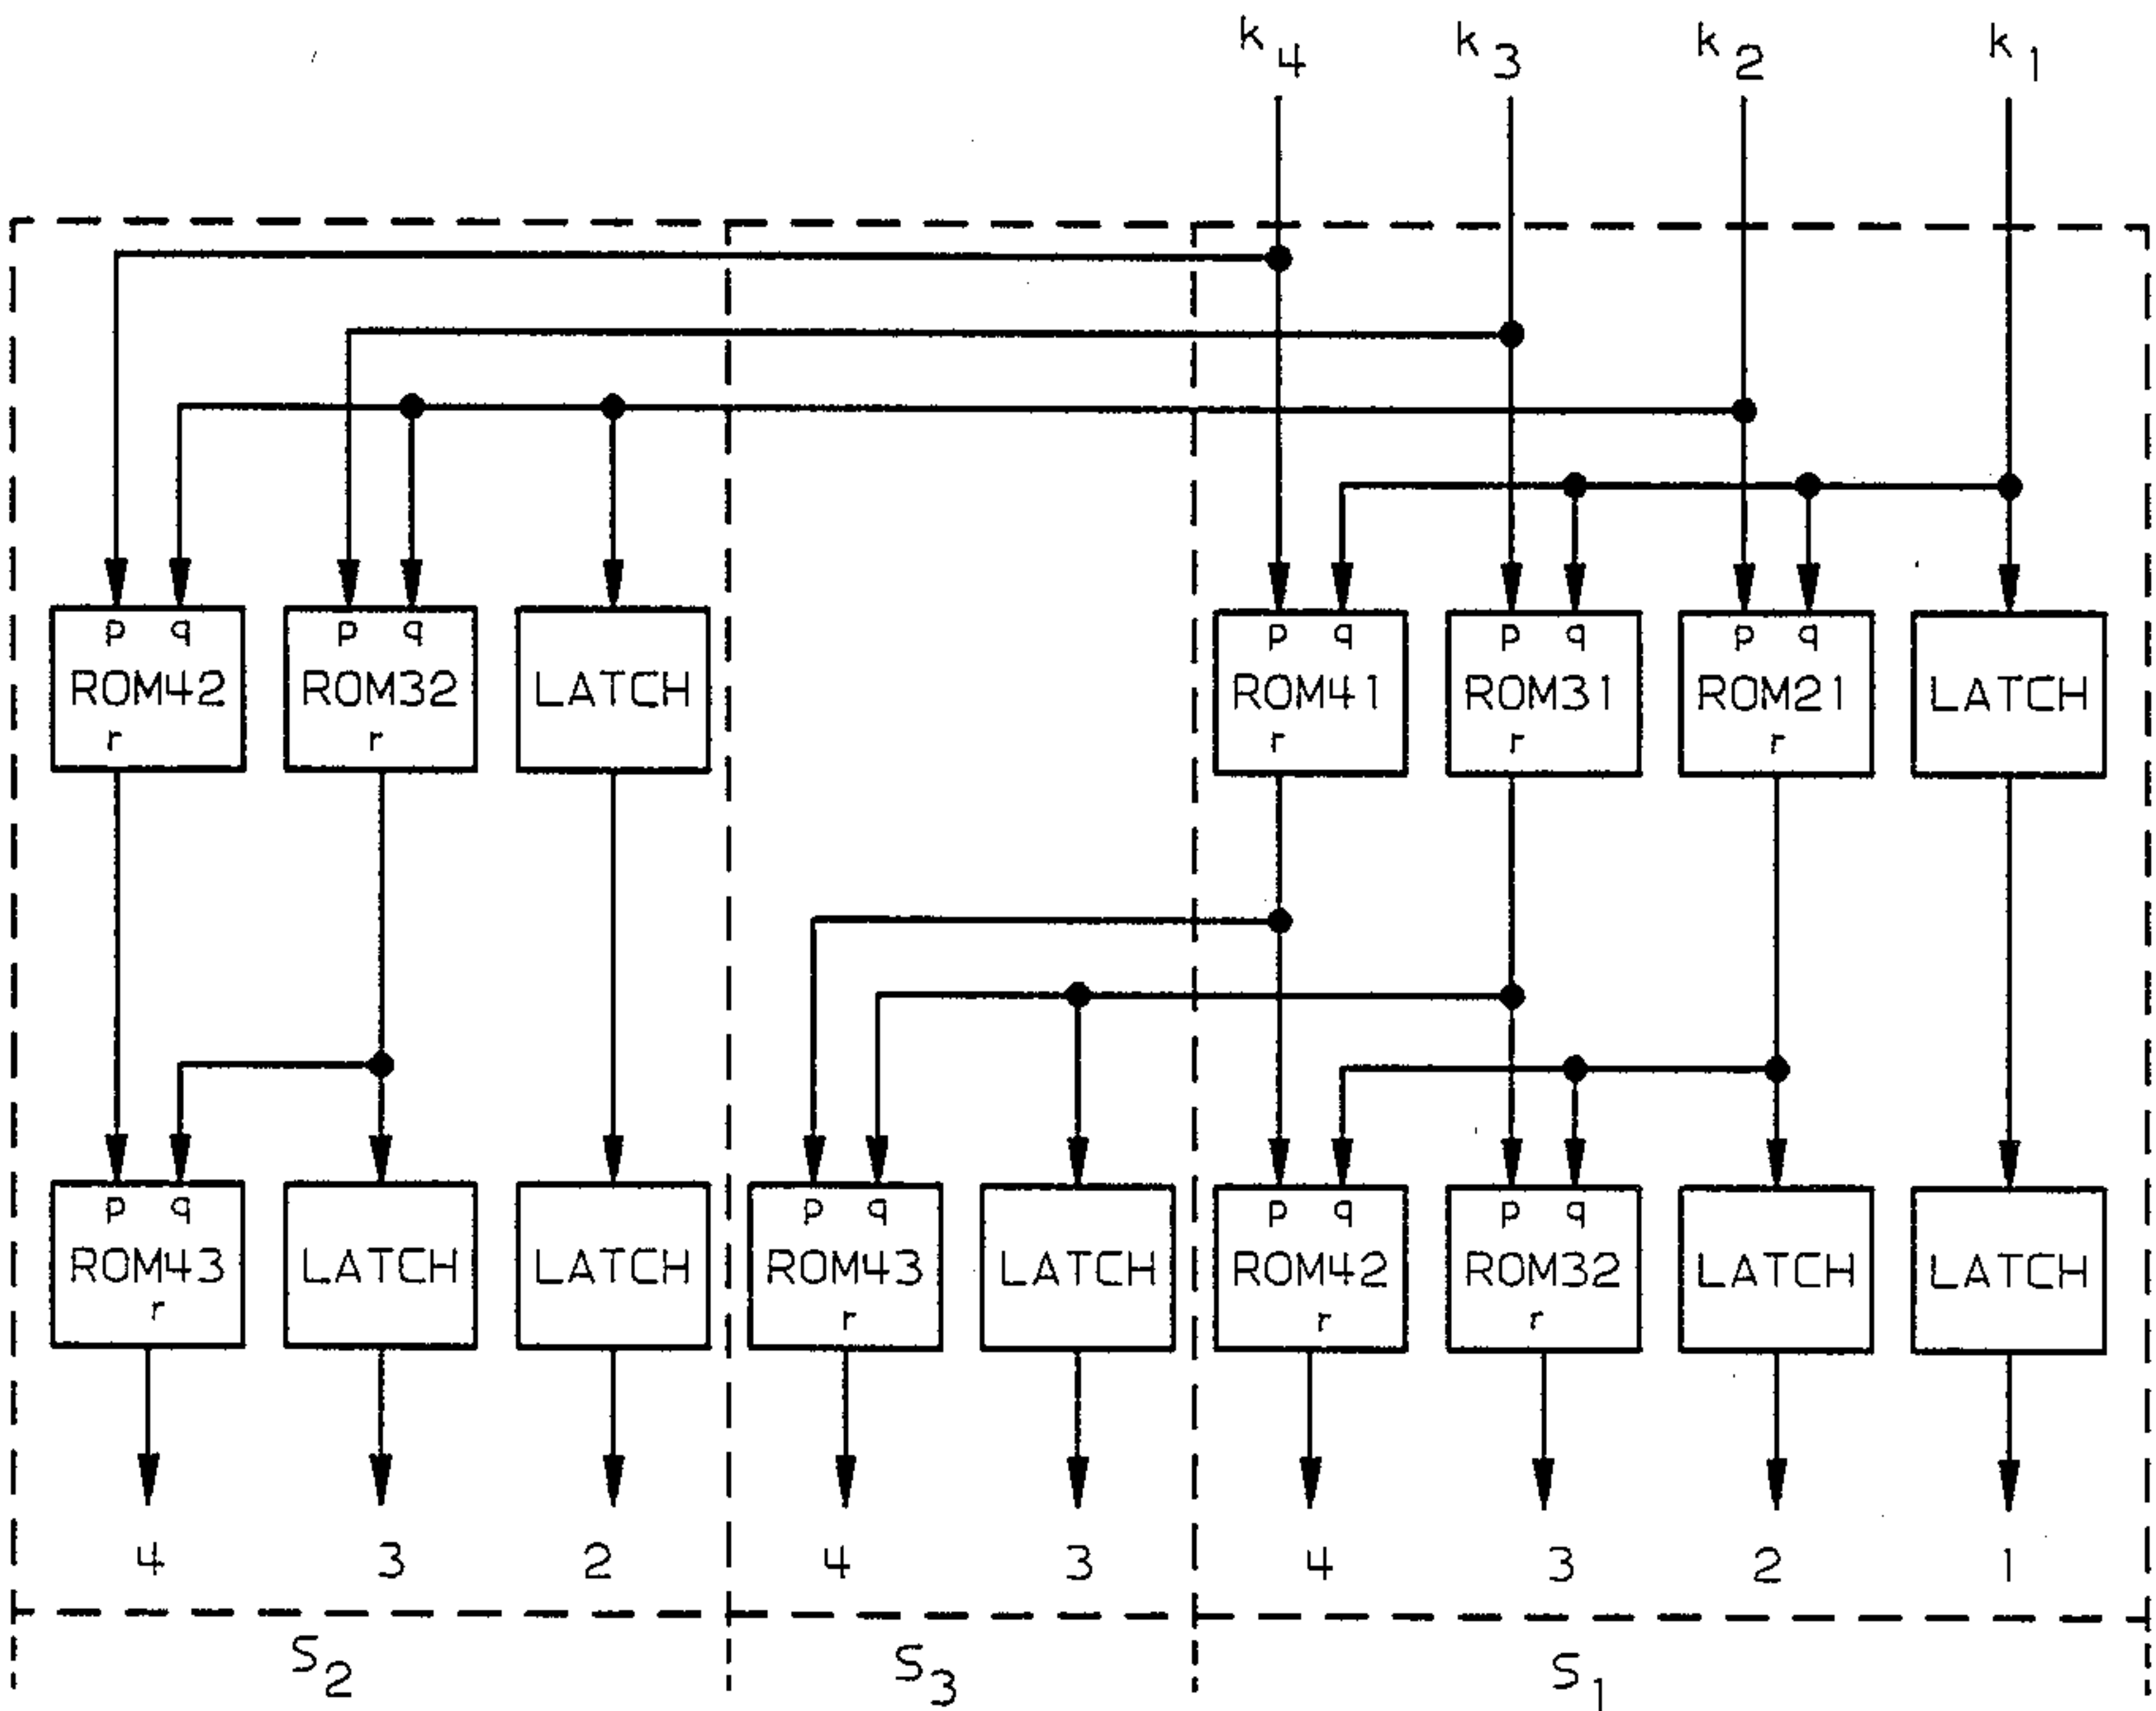 k4 k3 k2 k1
p q p q p q p q p q
ROM42 ROM32 LATCH ROM41 ROM31 ROM21 LATCH
r r r r r
p q p q p q p q
ROM43 LATCH LATCH ROM43 LATCH ROM42 ROM32 LATCH LATCH
r r r r
4 3 2 4 3 4 3 2 1
S2 S3 S1